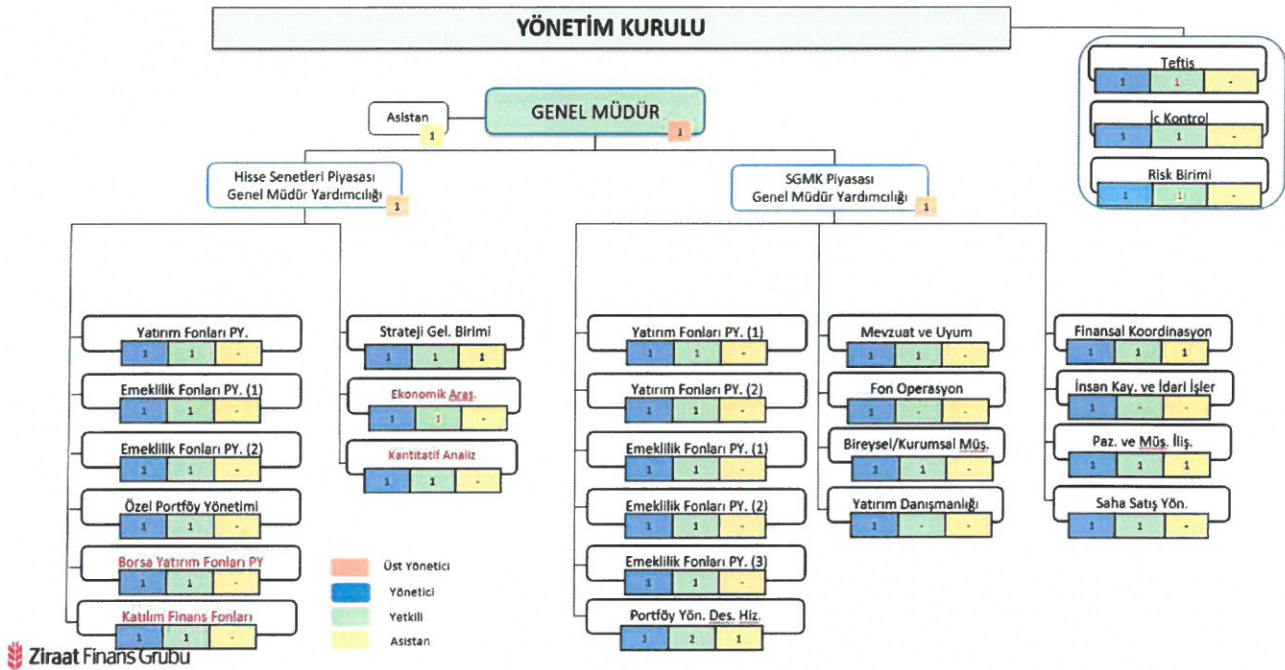 YÖNETİM KURULU
Teftis
1 1 -
İç Kontrol
1 1 -
Risk Birimi
1 1 -
Asistan
1
GENEL MÜDÜR
1
Hisse Senetleri Piyasası
Genel Müdür Yardımcılığı
1
SGMK Piyasası
Genel Müdür Yardımcılığı
1
Yatırım Fonları PY.
1 1 -
Emeklilik Fonları PY. (1)
1 1 -
Emeklilik Fonları PY. (2)
1 1 -
Özel Portföy Yönetimi
1 1 -
Borsa Yatırım Fonları PY
1 1 -
Katılım Finans Fonları
1 1 -
Strateji Gel. Birimi
1 1 1
Ekonomik Araş.
1 1 -
Kantitatif Analiz
1 1 -
Yatırım Fonları PY. (1)
1 1 -
Yatırım Fonları PY. (2)
1 1 -
Emeklilik Fonları PY. (1)
1 1 -
Emeklilik Fonları PY. (2)
1 1 -
Emeklilik Fonları PY. (3)
1 1 -
Portföy Yön. Des. Hiz.
1 2 1
Mevzuat ve Uyum
1 1 -
Fon Operasyon
1 - -
Bireysel/Kurumsal Müş.
1 1 -
Yatırım Danışmanlığı
1 - -
Finansal Koordinasyon
1 1 1
İnsan Kay. ve İdari İşler
1 - -
Paz. ve Müş. İliş.
1 1 1
Saha Satış Yön.
1 1 -
Üst Yönetici
Yönetici
Yetkili
Asistan
Ziraat Finans Grubu